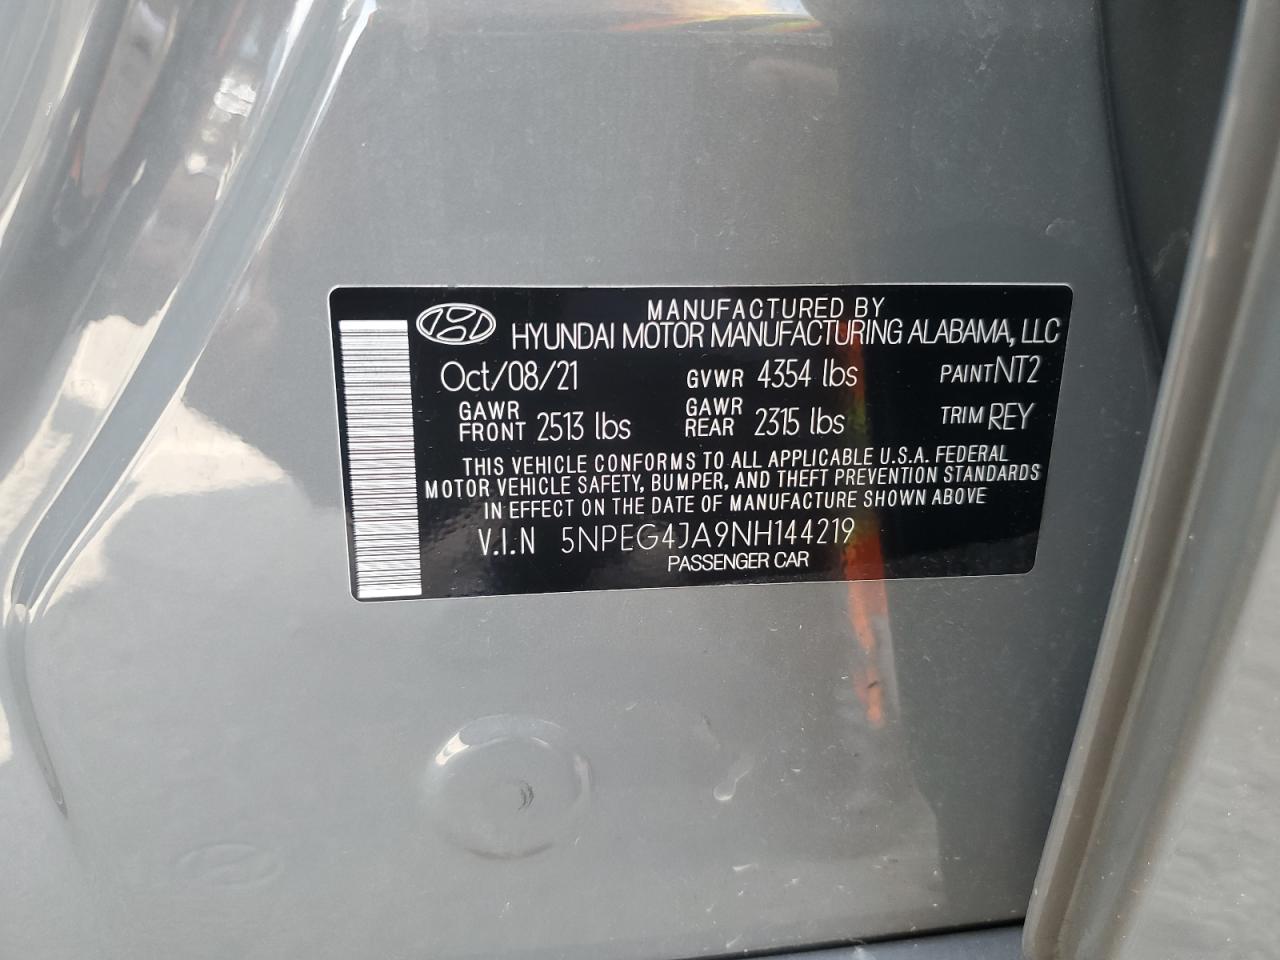 MANUFACTURED BY
HYUNDAI MOTOR MANUFACTURING ALABAMA, LLC
Oct/08/21 GVWR 4354 lbs PAINT NT2
GAWR FRONT 2513 lbs GAWR REAR 2315 lbs TRIM REY
THIS VEHICLE CONFORMS TO ALL APPLICABLE U.S.A. FEDERAL
MOTOR VEHICLE SAFETY, BUMPER, AND THEFT PREVENTION STANDARDS
IN EFFECT ON THE DATE OF MANUFACTURE SHOWN ABOVE
V.I.N 5NPEG4JA9NH144219
PASSENGER CAR